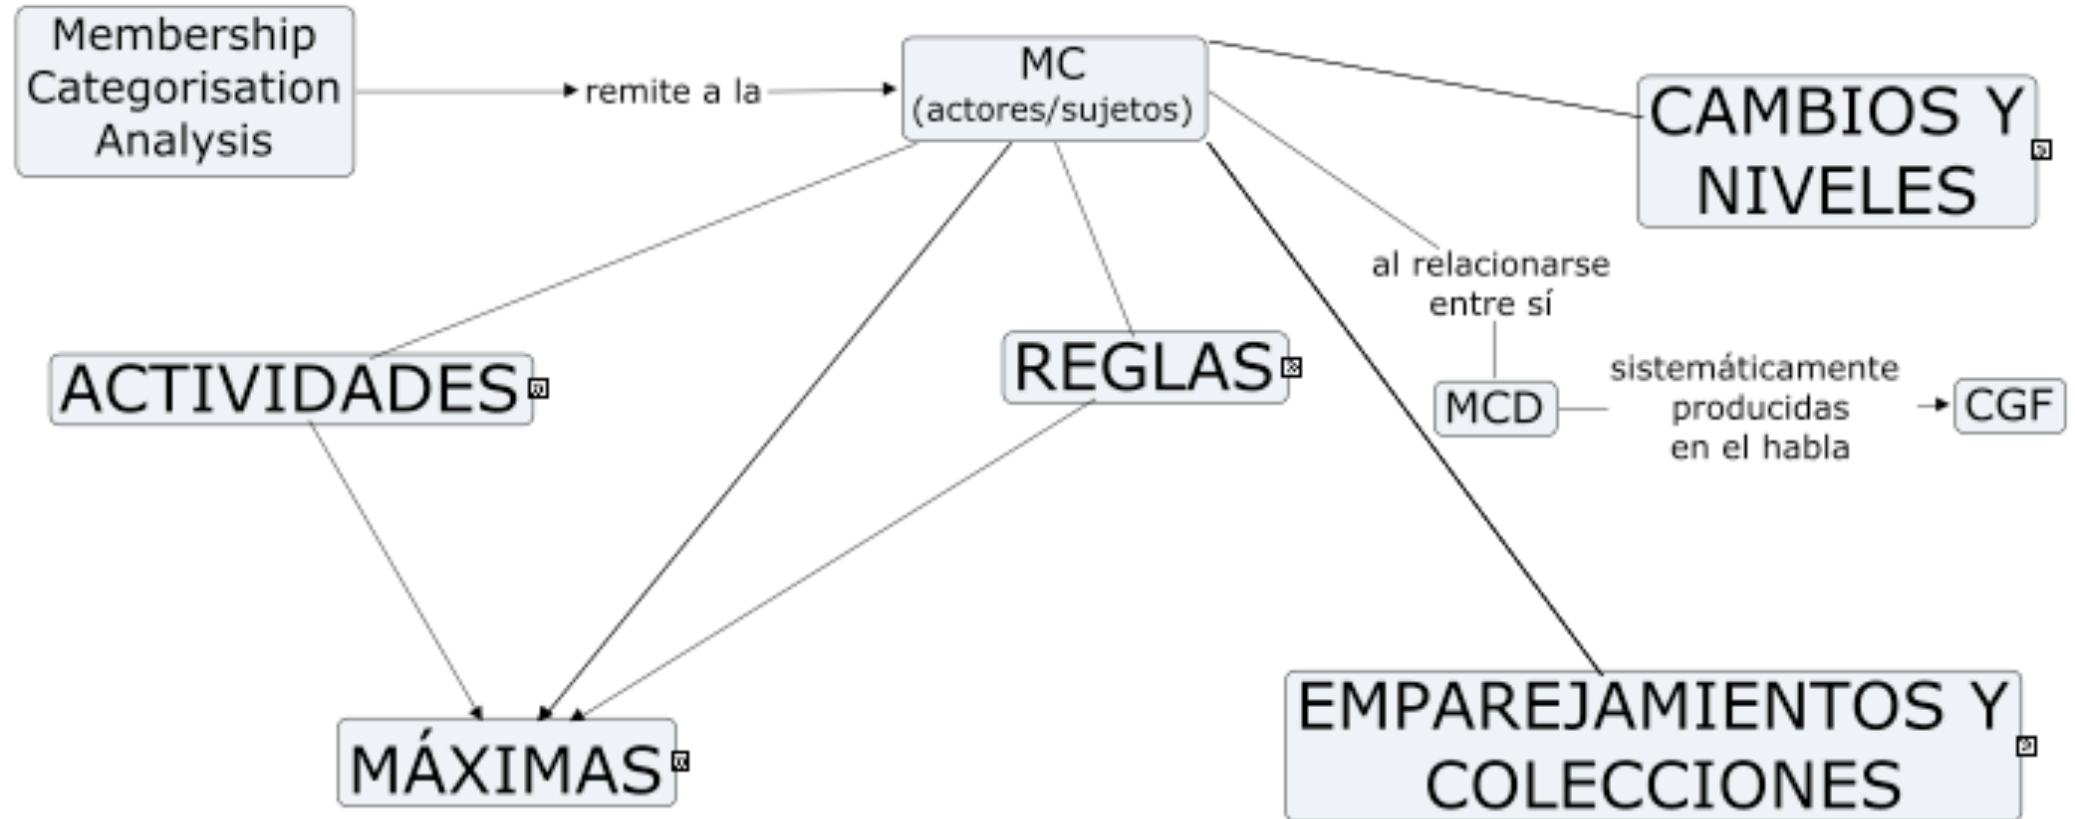 Membership
Categorisation
Analysis
remite a la
MC
(actores/sujetos)
CAMBIOS Y
NIVELES
al relacionarse
entre sí
ACTIVIDADES
REGLAS
MCD
sistemáticamente
producidas
en el habla
CGF
MÁXIMAS
EMPAREJAMIENTOS Y
COLECCIONES